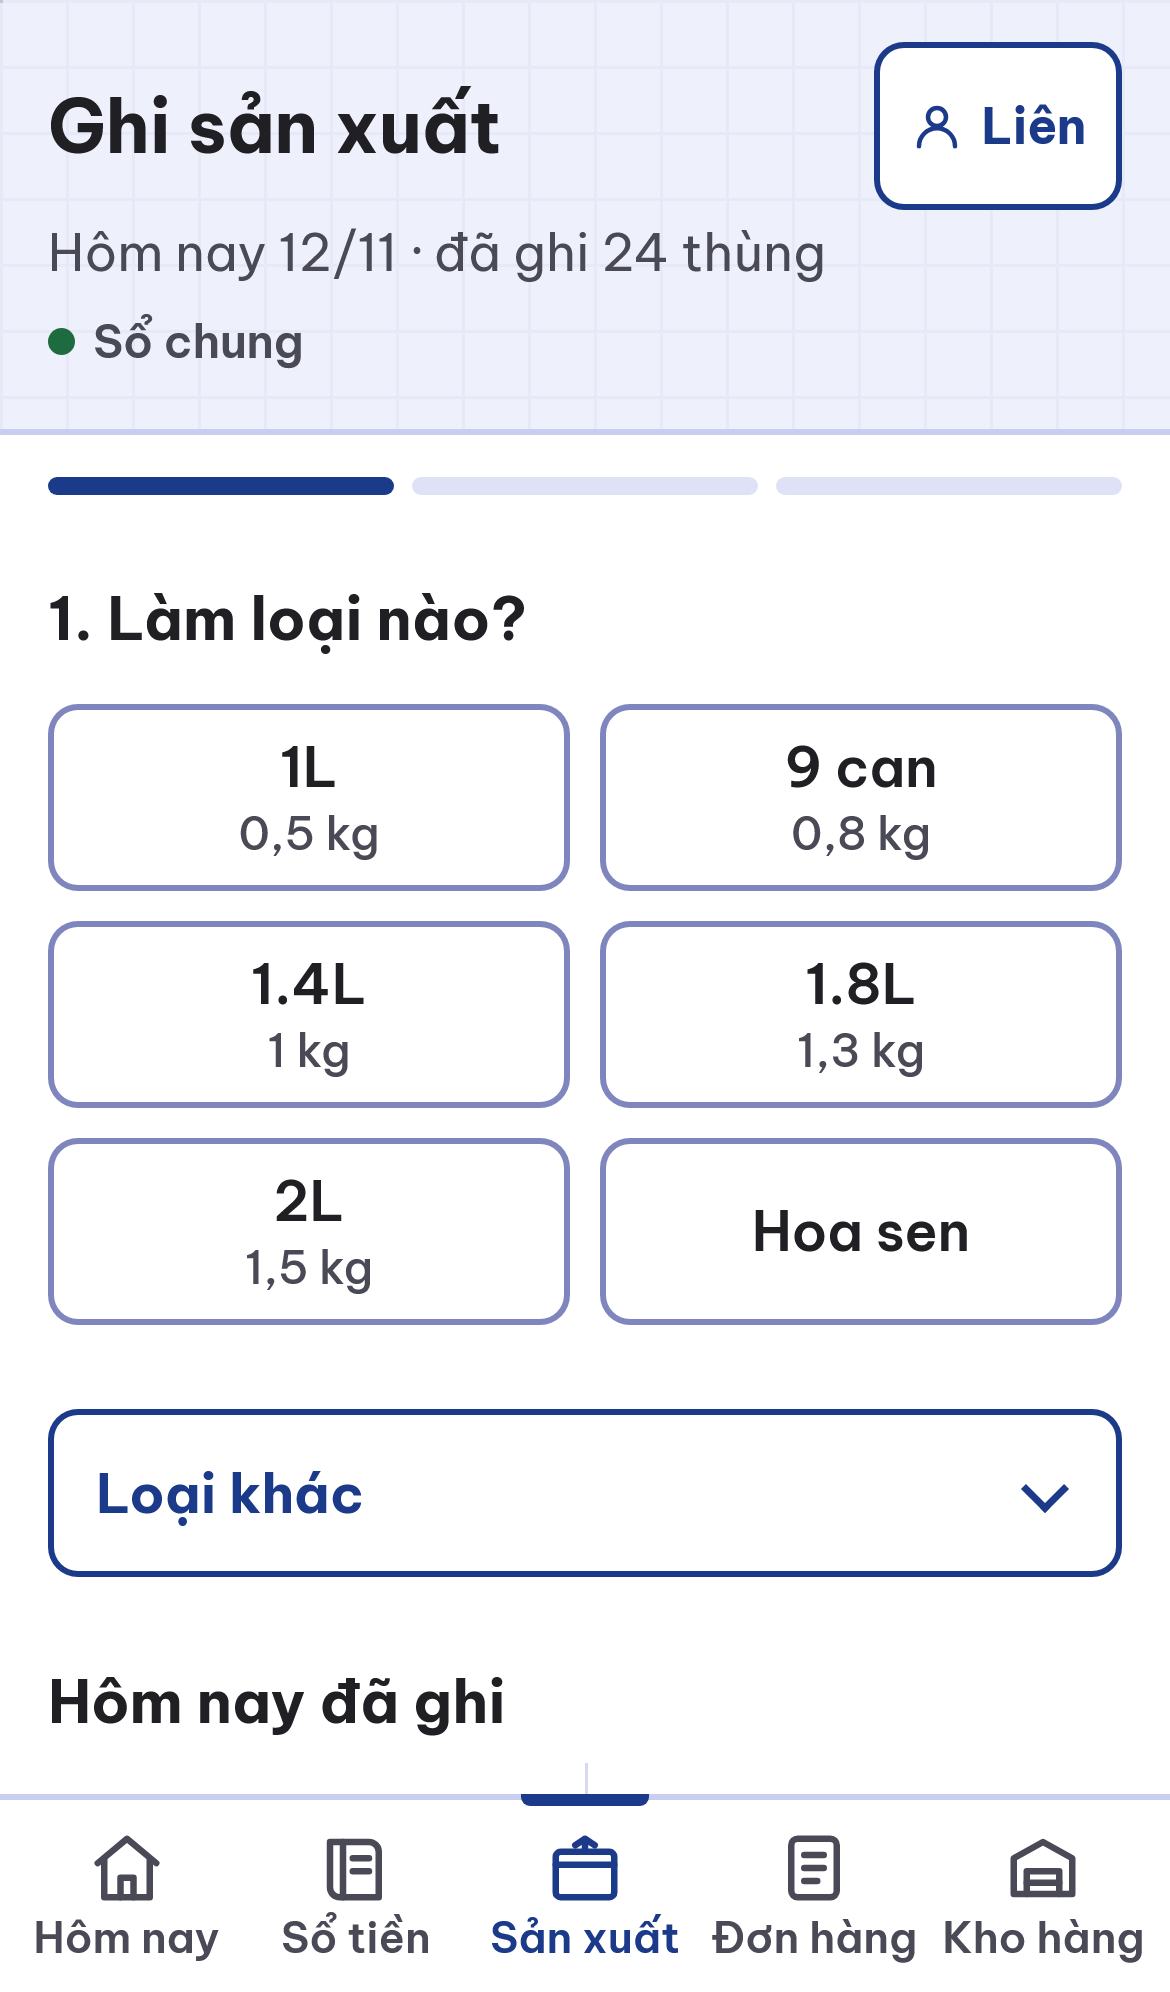 Ghi sản xuất
Liên
Hôm nay 12/11 · đã ghi 24 thùng
Sổ chung
1. Làm loại nào?
1L
0,5 kg
9 can
0,8 kg
1.4L
1 kg
1.8L
1,3 kg
2L
1,5 kg
Hoa sen
Loại khác
Hôm nay đã ghi
Hôm nay
Sổ tiền
Sản xuất
Đơn hàng
Kho hàng